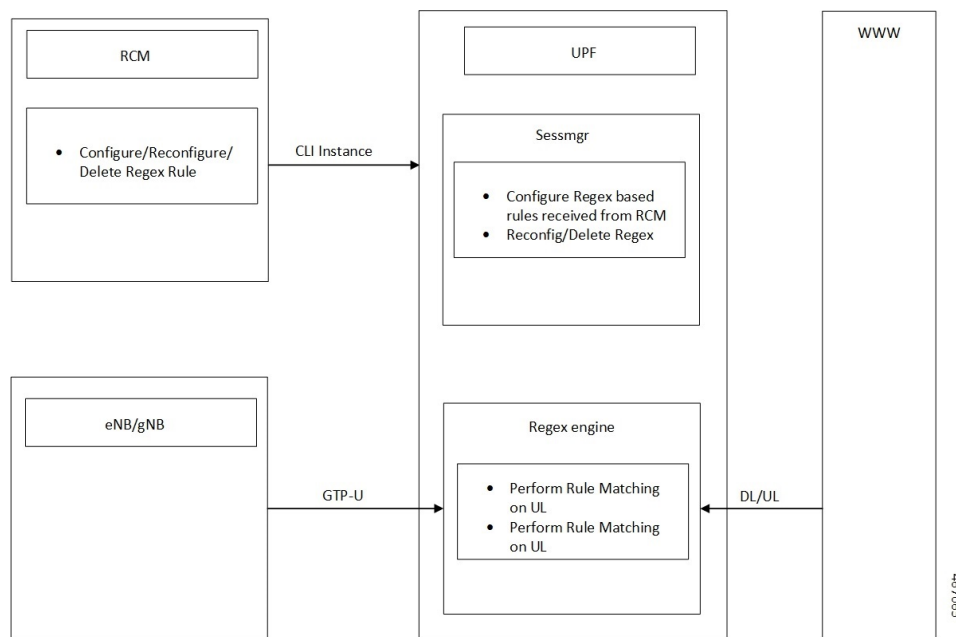 RCM
• Configure/Reconfigure/
Delete Regex Rule
CLI Instance
UPF
Sessmgr
• Configure Regex based
rules received from RCM
• Reconfig/Delete Regex
WWW
eNB/gNB
GTP-U
Regex engine
• Perform Rule Matching
on UL
• Perform Rule Matching
on UL
DL/UL